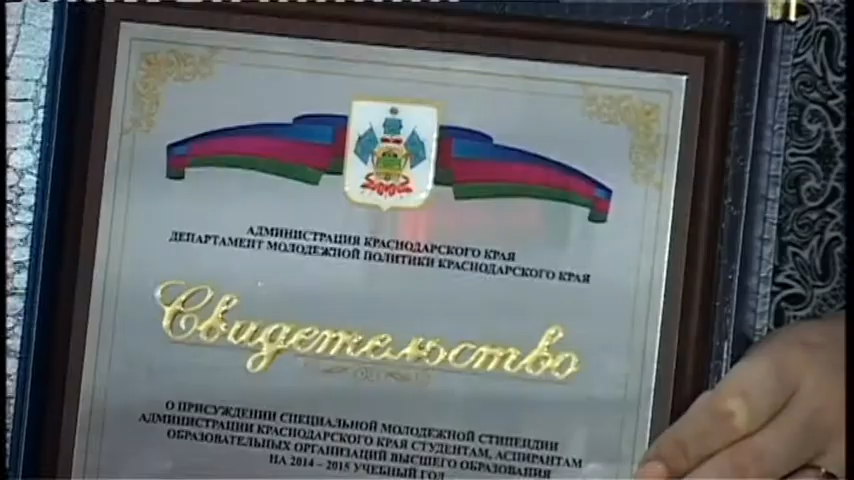 АДМИНИСТРАЦИЯ КРАСНОДАРСКОГО КРАЯ
ДЕПАРТАМЕНТ МОЛОДЕЖНОЙ ПОЛИТИКИ КРАСНОДАРСКОГО КРАЯ
Свидетельство
О ПРИСУЖДЕНИИ СПЕЦИАЛЬНОЙ МОЛОДЕЖНОЙ СТИПЕНДИИ
АДМИНИСТРАЦИИ КРАСНОДАРСКОГО КРАЯ СТУДЕНТАМ, АСПИРАНТАМ
ОБРАЗОВАТЕЛЬНЫХ ОРГАНИЗАЦИЙ ВЫСШЕГО ОБРАЗОВАНИЯ
НА 2014 – 2015 УЧЕБНЫЙ ГОД